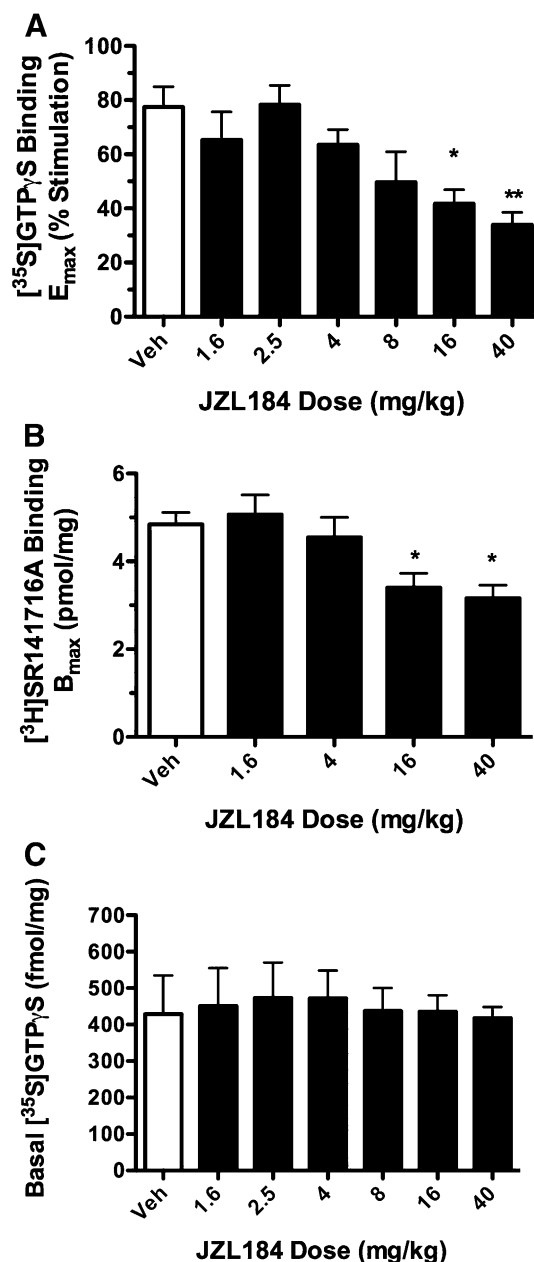 A
[³⁵S]GTPγS Binding
Eₘₐₓ (% Stimulation)
100
80
60
40
20
0
*
**
Veh
1.6
2.5
4
8
16
40
JZL184 Dose (mg/kg)
B
[³H]SR141716A Binding
Bₘₐₓ (pmol/mg)
6
4
2
0
*
*
Veh
1.6
4
16
40
JZL184 Dose (mg/kg)
C
Basal [³⁵S]GTPγS (fmol/mg)
700
600
500
400
300
200
100
0
Veh
1.6
2.5
4
8
16
40
JZL184 Dose (mg/kg)